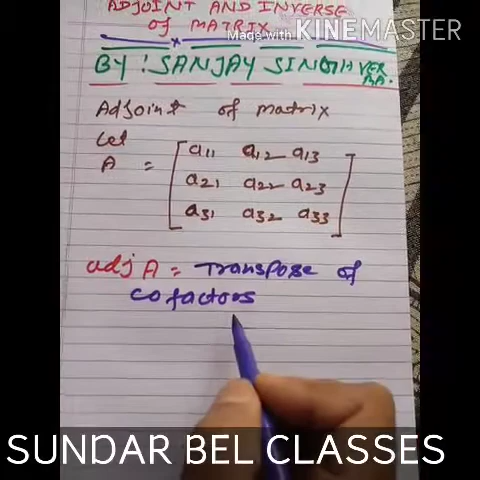 ADJOINT AND INVERSE
of MATRIX
Made with KINEMASTER
BY : SANJAY SINGH VERMA.
Adjoint of matrix
Let
A = [ a11 a12 a13
a21 a22 a23
a31 a32 a33 ]
adj A = Transpose of
cofactors
SUNDAR BEL CLASSES